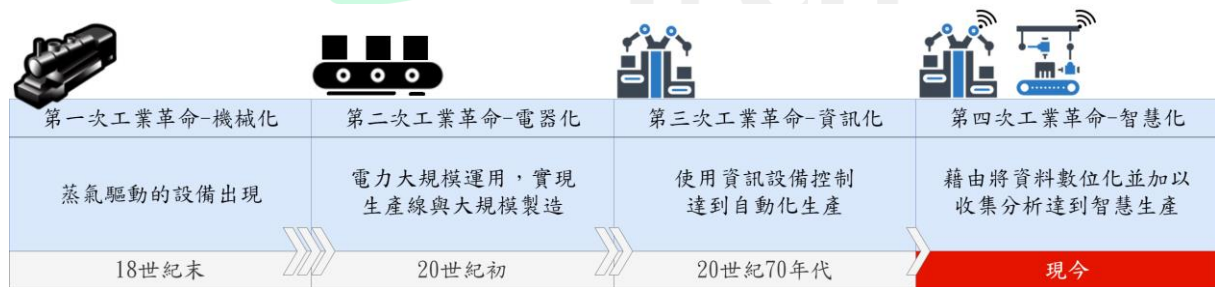 第一次工業革命-機械化
第二次工業革命-電器化
第三次工業革命-資訊化
第四次工業革命-智慧化
蒸氣驅動的設備出現
電力大規模運用，實現
生產線與大規模製造
使用資訊設備控制
達到自動化生產
藉由將資料數位化並加以
收集分析達到智慧生產
18世紀末
20世紀初
20世紀70年代
現今